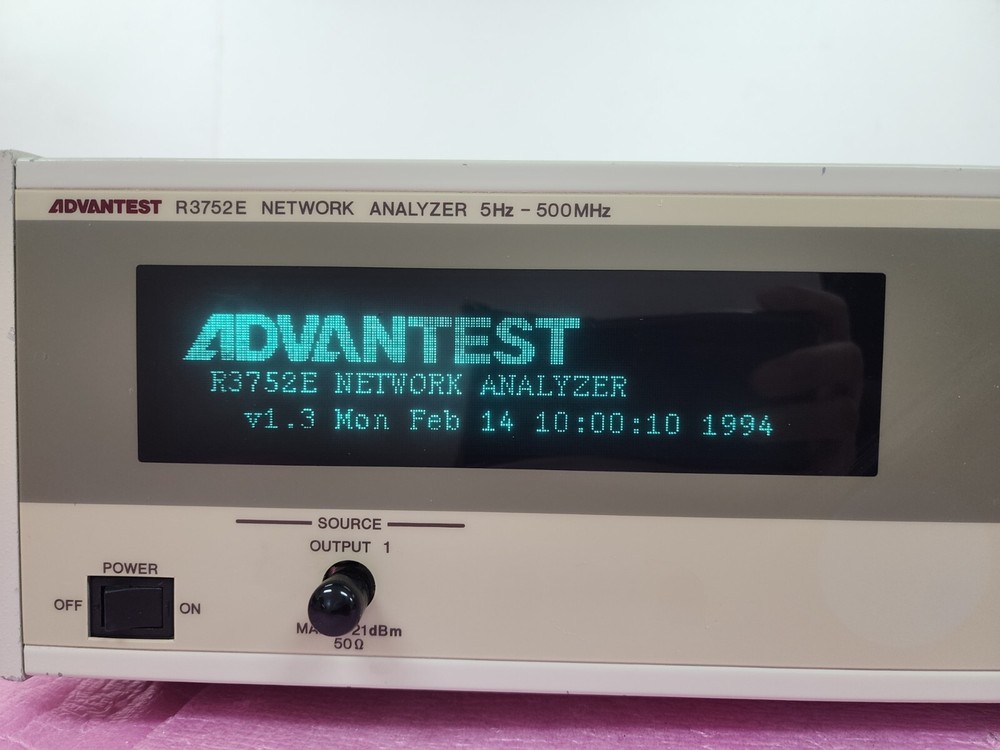 ADVANTEST R3752E NETWORK ANALYZER 5Hz - 500MHz
ADVANTEST
R3752E NETWORK ANALYZER
v1.3 Mon Feb 14 10:00:10 1994
SOURCE
OUTPUT 1
POWER
OFF ON
21dBm
50Ω